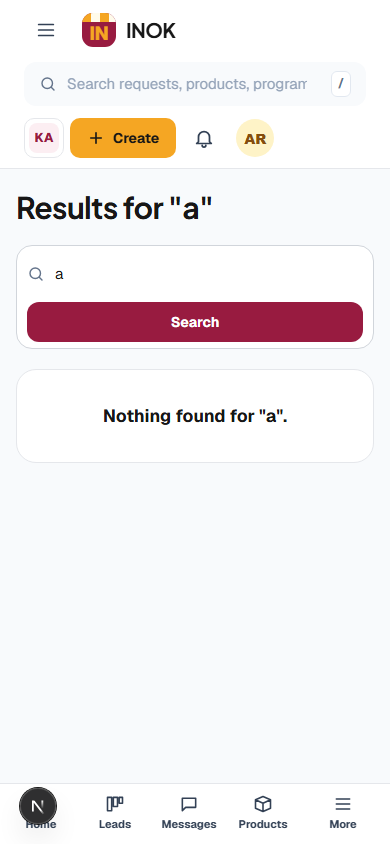 IN INOK
Search requests, products, program
/
KA
+ Create
AR
Results for "a"
a
Search
Nothing found for "a".
N
Home
Leads
Messages
Products
More